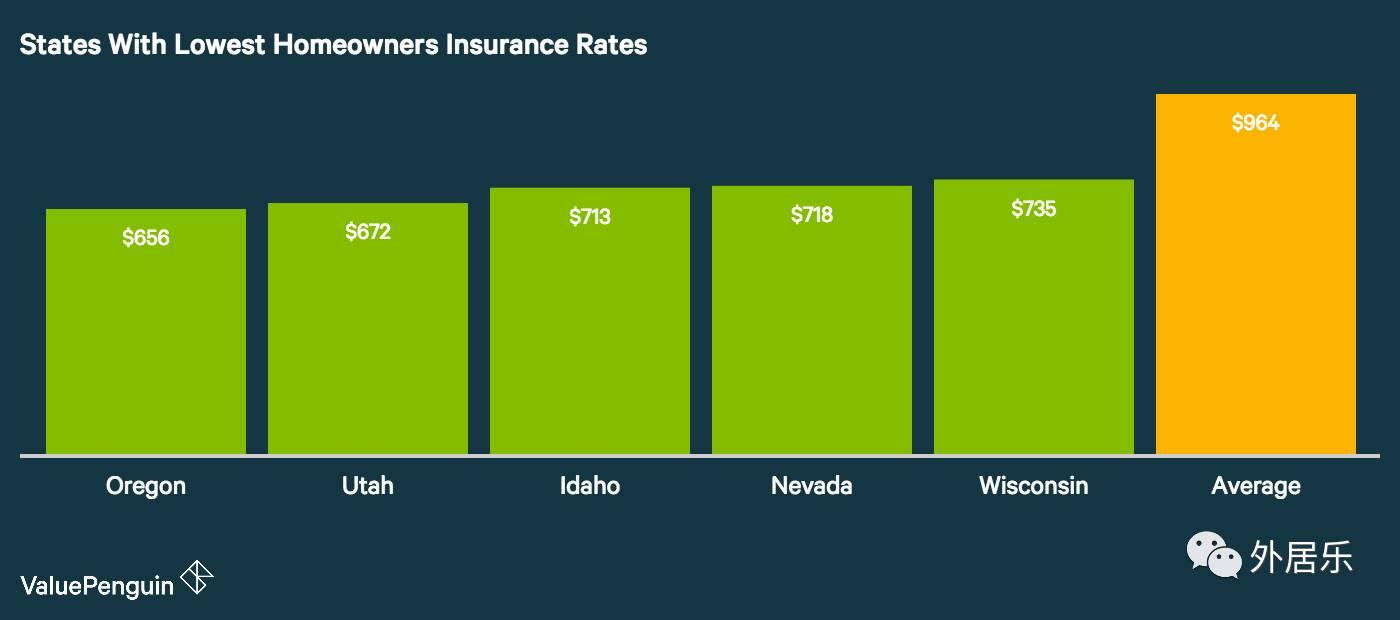 States With Lowest Homeowners Insurance Rates
$656
$672
$713
$718
$735
$964
Oregon
Utah
Idaho
Nevada
Wisconsin
Average
ValuePenguin
外居乐